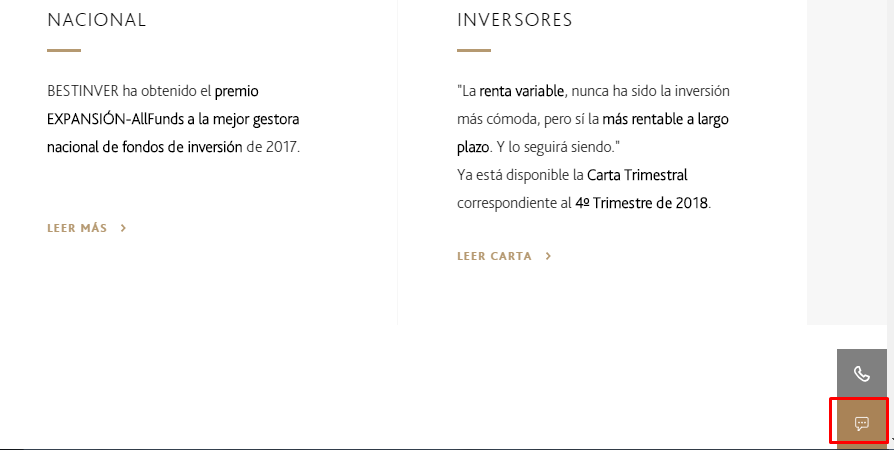 NACIONAL
BESTINVER ha obtenido el premio
EXPANSIÓN-AllFunds a la mejor gestora
nacional de fondos de inversión de 2017.
LEER MÁS >
INVERSORES
"La renta variable, nunca ha sido la inversión
más cómoda, pero sí la más rentable a largo
plazo. Y lo seguirá siendo."
Ya está disponible la Carta Trimestral
correspondiente al 4º Trimestre de 2018.
LEER CARTA >